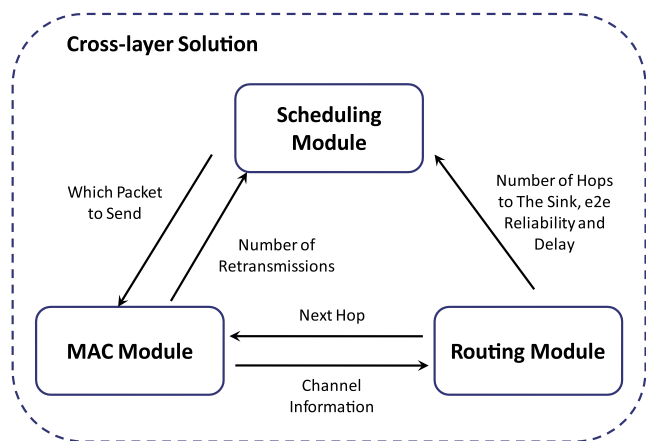 Cross-layer Solution
Scheduling
Module
Which Packet
to Send
Number of Hops
to The Sink, e2e
Reliability and
Delay
Number of
Retransmissions
Next Hop
MAC Module
Routing Module
Channel
Information